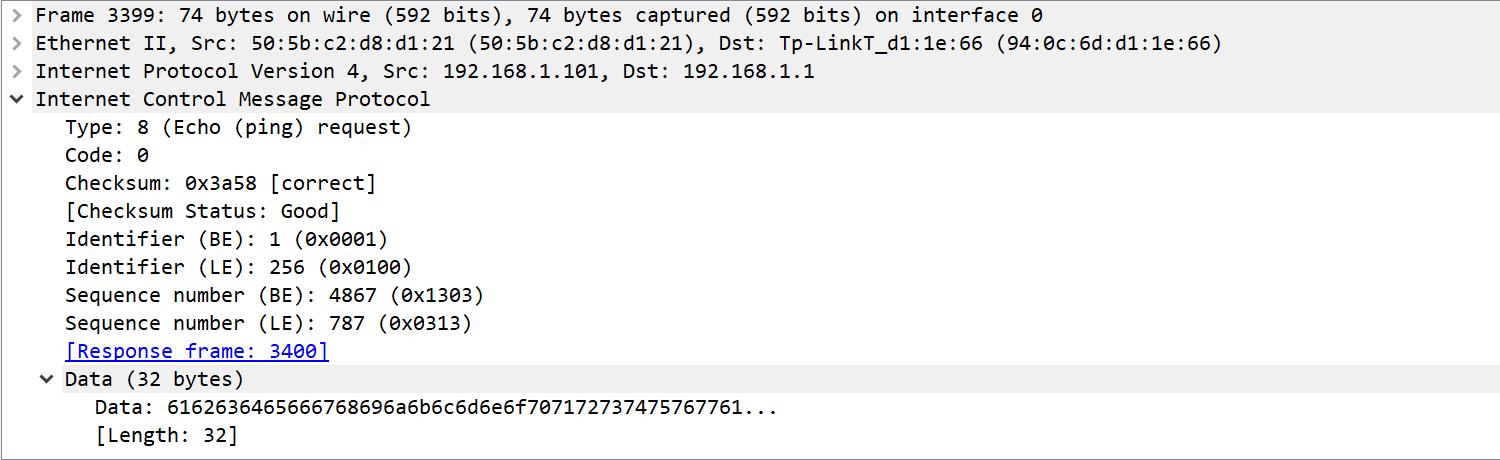 Frame 3399: 74 bytes on wire (592 bits), 74 bytes captured (592 bits) on interface 0
Ethernet II, Src: 50:5b:c2:d8:d1:21 (50:5b:c2:d8:d1:21), Dst: Tp-LinkT_d1:1e:66 (94:0c:6d:d1:1e:66)
Internet Protocol Version 4, Src: 192.168.1.101, Dst: 192.168.1.1
Internet Control Message Protocol
Type: 8 (Echo (ping) request)
Code: 0
Checksum: 0x3a58 [correct]
[Checksum Status: Good]
Identifier (BE): 1 (0x0001)
Identifier (LE): 256 (0x0100)
Sequence number (BE): 4867 (0x1303)
Sequence number (LE): 787 (0x0313)
[Response frame: 3400]
Data (32 bytes)
Data: 6162636465666768696a6b6c6d6e6f707172737475767761...
[Length: 32]